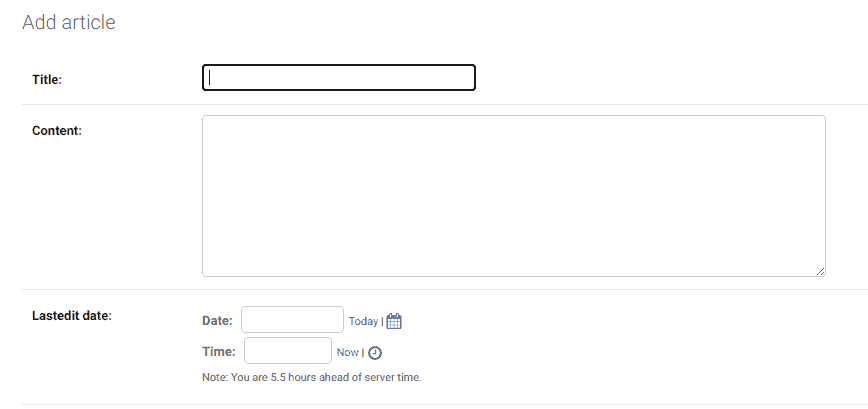 Add article
Title:
Content:
Lastedit date:
Date: Today |
Time: Now |
Note: You are 5.5 hours ahead of server time.